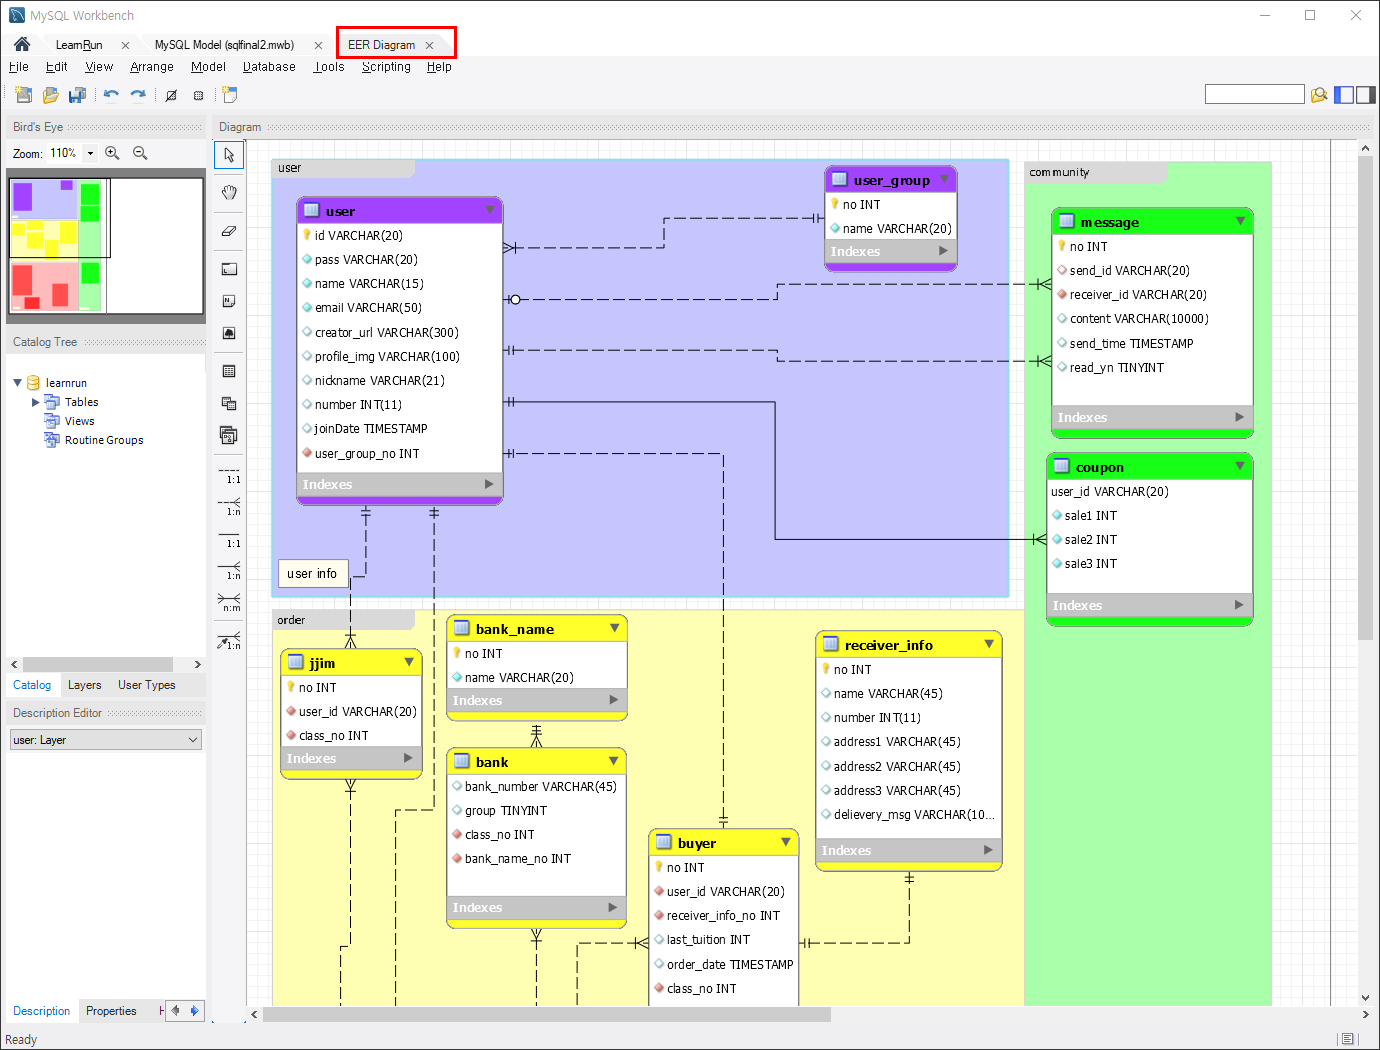 MySQL Workbench
LearnRun
MySQL Model (sqlfinal2.mwb)
EER Diagram
File Edit View Arrange Model Database Tools Scripting Help
Bird's Eye
Zoom: 110%
Catalog Tree
learnrun
Tables
Views
Routine Groups
Catalog Layers User Types
Description Editor
user: Layer
Description Properties
Ready
Diagram
1:1
1:n
1:1
1:n
n:m
1:n
user
user
id VARCHAR(20)
pass VARCHAR(20)
name VARCHAR(15)
email VARCHAR(50)
creator_url VARCHAR(300)
profile_img VARCHAR(100)
nickname VARCHAR(21)
number INT(11)
joinDate TIMESTAMP
user_group_no INT
Indexes
user info
user_group
no INT
name VARCHAR(20)
Indexes
community
message
no INT
send_id VARCHAR(20)
receiver_id VARCHAR(20)
content VARCHAR(10000)
send_time TIMESTAMP
read_yn TINYINT
Indexes
coupon
user_id VARCHAR(20)
sale1 INT
sale2 INT
sale3 INT
Indexes
order
jjim
no INT
user_id VARCHAR(20)
class_no INT
Indexes
bank_name
no INT
name VARCHAR(20)
Indexes
bank
bank_number VARCHAR(45)
group TINYINT
class_no INT
bank_name_no INT
Indexes
buyer
no INT
user_id VARCHAR(20)
receiver_info_no INT
last_tuition INT
order_date TIMESTAMP
class_no INT
receiver_info
no INT
name VARCHAR(45)
number INT(11)
address1 VARCHAR(45)
address2 VARCHAR(45)
address3 VARCHAR(45)
delievery_msg VARCHAR(10...
Indexes